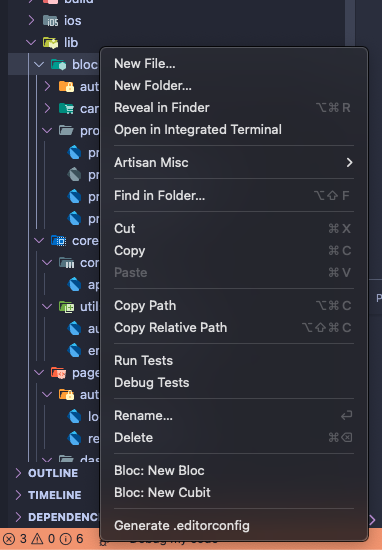 build
ios
lib
bloc
New File...
New Folder...
Reveal in Finder ⌥⌘R
Open in Integrated Terminal
Artisan Misc
Find in Folder... ⌥⇧F
Cut ⌘X
Copy ⌘C
Paste ⌘V
Copy Path ⌥⌘C
Copy Relative Path ⌥⇧⌘C
Run Tests
Debug Tests
Rename... ⏎
Delete ⌘⌫
Bloc: New Bloc
Bloc: New Cubit
Generate .editorconfig
aut
car
pro
pr
pr
pr
pr
core
con
ap
util
au
er
page
aut
lo
re
das
OUTLINE
TIMELINE
DEPENDENC
3 0 6
P